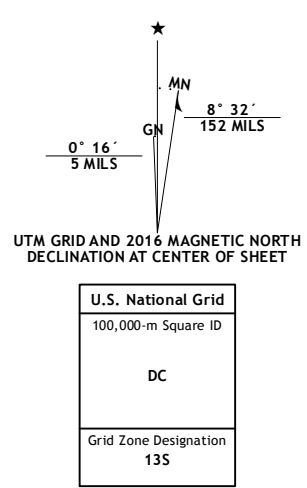 MN
8° 32´
152 MILS
GN
0° 16´
5 MILS
UTM GRID AND 2016 MAGNETIC NORTH
DECLINATION AT CENTER OF SHEET
U.S. National Grid
100,000-m Square ID
DC
Grid Zone Designation
13S